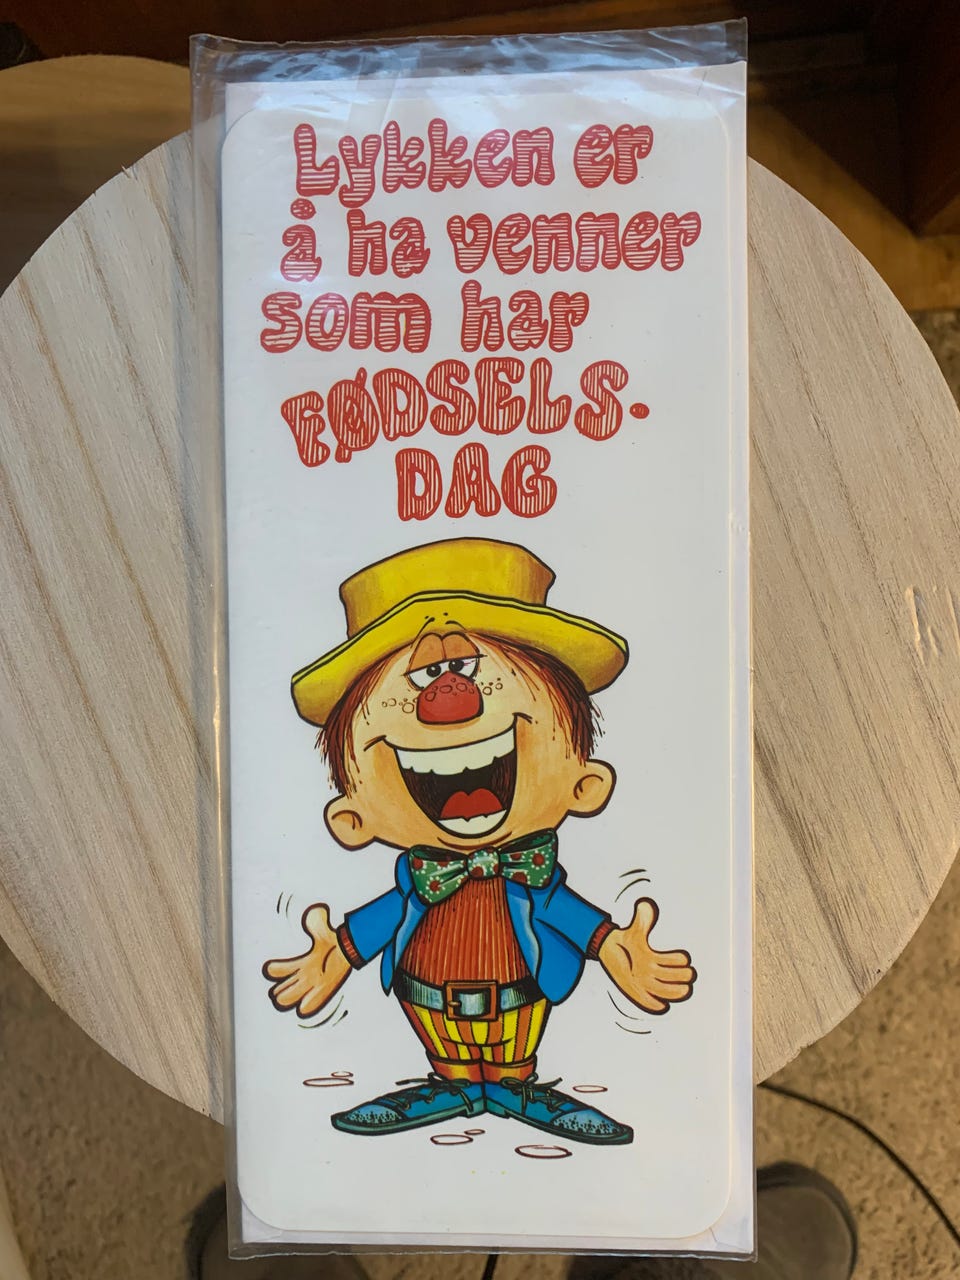 Lykken er
å ha venner
som har
FØDSELS-
DAG